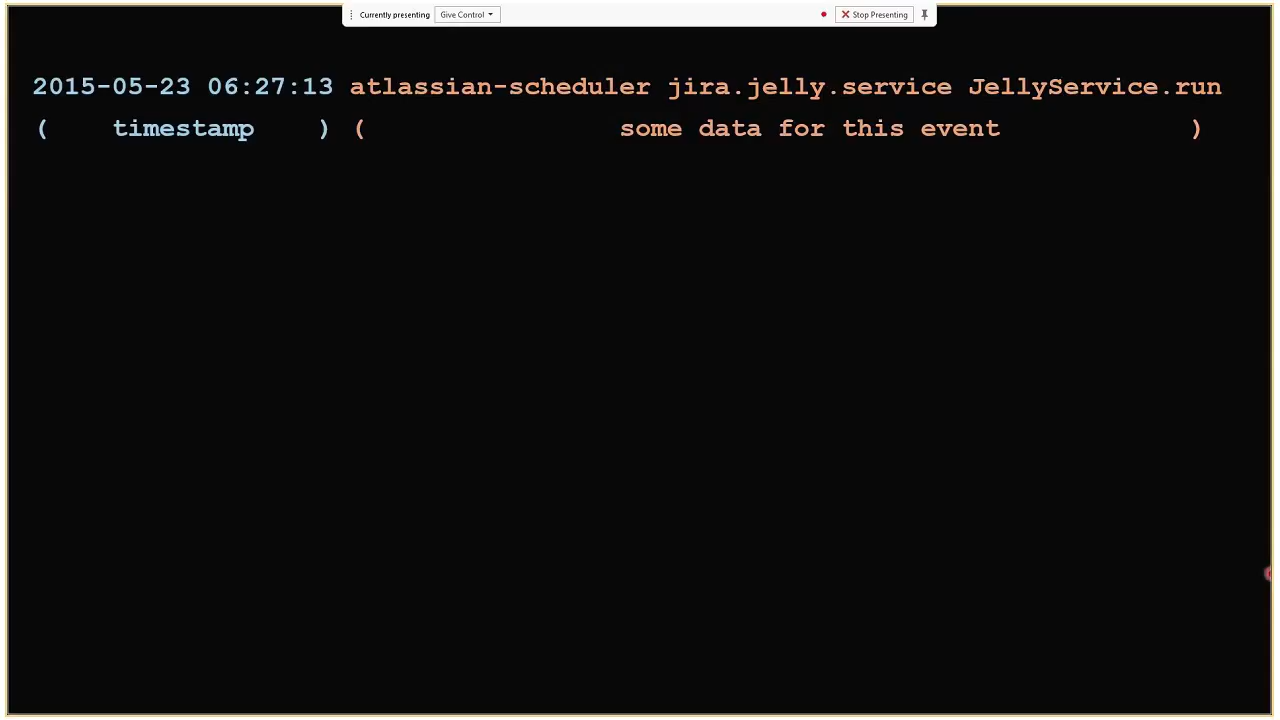 Currently presenting Give Control Stop Presenting
2015-05-23 06:27:13 atlassian-scheduler jira.jelly.service JellyService.run
( timestamp ) ( some data for this event )